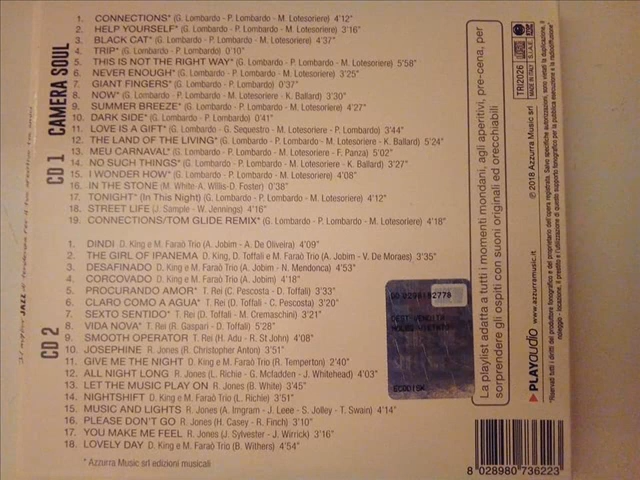 CD 1 CAMERA SOUL
1. CONNECTIONS* (G. Lombardo - P. Lombardo - M. Lotesoriere) 4'12"
2. HELP YOURSELF* (G. Lombardo - P. Lombardo - M. Lotesoriere) 3'16"
3. BLACK CAT* (G. Lombardo - P. Lombardo - M. Lotesoriere) 4'37"
4. TRIP* (G. Lombardo - P. Lombardo) 0'10"
5. THIS IS NOT THE RIGHT WAY* (G. Lombardo - P. Lombardo - M. Lotesoriere) 5'58"
6. NEVER ENOUGH* (G. Lombardo - P. Lombardo - M. Lotesoriere) 3'25"
7. GIANT FINGERS* (G. Lombardo - P. Lombardo) 0'37"
8. NOW* (G. Lombardo - P. Lombardo - M. Lotesoriere - K. Ballard) 3'30"
9. SUMMER BREEZE* (G. Lombardo - P. Lombardo - M. Lotesoriere) 4'27"
10. DARK SIDE* (G. Lombardo - P. Lombardo) 0'41"
11. LOVE IS A GIFT* (G. Lombardo - G. Sequestro - M. Lotesoriere - P. Lombardo) 3'44"
12. THE LAND OF THE LIVING* (G. Lombardo - P. Lombardo - M. Lotesoriere - K. Ballard) 5'24"
13. MEU CARNAVAL* (G. Lombardo - P. Lombardo - M. Lotesoriere - F. Panza) 5'02"
14. NO SUCH THINGS* (G. Lombardo - P. Lombardo - M. Lotesoriere - K. Ballard) 3'27"
15. I WONDER HOW* (G. Lombardo - P. Lombardo - M. Lotesoriere) 4'08"
16. IN THE STONE (M. White-A. Willis-D. Foster) 0'38"
17. TONIGHT* (In This Night) (G. Lombardo - P. Lombardo - M. Lotesoriere) 4'12"
18. STREET LIFE (J. Sample - W. Jennings) 4'16"
19. CONNECTIONS/TOM GLIDE REMIX* (G. Lombardo - P. Lombardo - M. Lotesoriere) 4'18"
CD 2
1. DINDI D. King e M. Faraò Trio (A. Jobim - A. De Oliveira) 4'09"
2. THE GIRL OF IPANEMA D. King, D. Toffali e M. Faraò Trio (A. Jobim - V. De Moraes) 3'35"
3. DESAFINADO D. King e M. Faraò Trio (A. Jobim - N. Mendonca) 4'53"
4. CORCOVADO D. King e M. Faraò Trio (A. Jobim) 4'18"
5. PROCURANDO AMOR* T. Rei (C. Pescosta - D. Toffali) 3'33"
6. CLARO COMO A AGUA* T. Rei (D. Toffali - C. Pescosta) 3'20"
7. SEXTO SENTIDO* T. Rei (D. Toffali - M. Cremaschini) 3'21"
8. VIDA NOVA* T. Rei (R. Gaspari - D. Toffali) 5'28"
9. SMOOTH OPERATOR T. Rei (H. Adu - R. St John) 4'08"
10. JOSEPHINE R. Jones (R. Christopher Anton) 3'51"
11. GIVE ME THE NIGHT D. King e M. Faraò Trio (R. Temperton) 2'40"
12. ALL NIGHT LONG R. Jones (L. Richie - G. Mcfadden - J. Whitehead) 4'03"
13. LET THE MUSIC PLAY ON R. Jones (B. White) 3'45"
14. NIGHTSHIFT D. King e M. Faraò Trio (L. Richie) 3'51"
15. MUSIC AND LIGHTS R. Jones (A. Imgram - J. Leee - S. Jolley - T. Swain) 4'14"
16. PLEASE DON'T GO R. Jones (H. Casey - R. Finch) 3'10"
17. YOU MAKE ME FEEL R. Jones (J. Sylvester - J. Wirrick) 3'16"
18. LOVELY DAY D. King e M. Faraò Trio (B. Withers) 4'54"
* Azzurra Music srl edizioni musicali
La playlist adatta a tutti i momenti mondani, agli aperitivi, pre-cena, per
sorprendere gli ospiti con suoni originali ed orecchiabili
TRI2026
MADE IN ITALY
S.I.A.E.
℗ 2018 Azzurra Music srl
www.azzurramusic.it
PLAYaudio
8 028980 736223